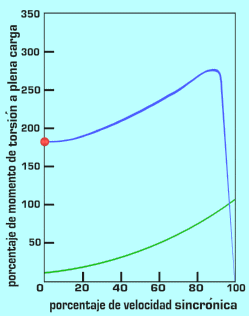 350
300
250
200
150
100
50
porcentaje de momento de torsión a plena carga
0 20 40 60 80 100
porcentaje de velocidad sincrónica